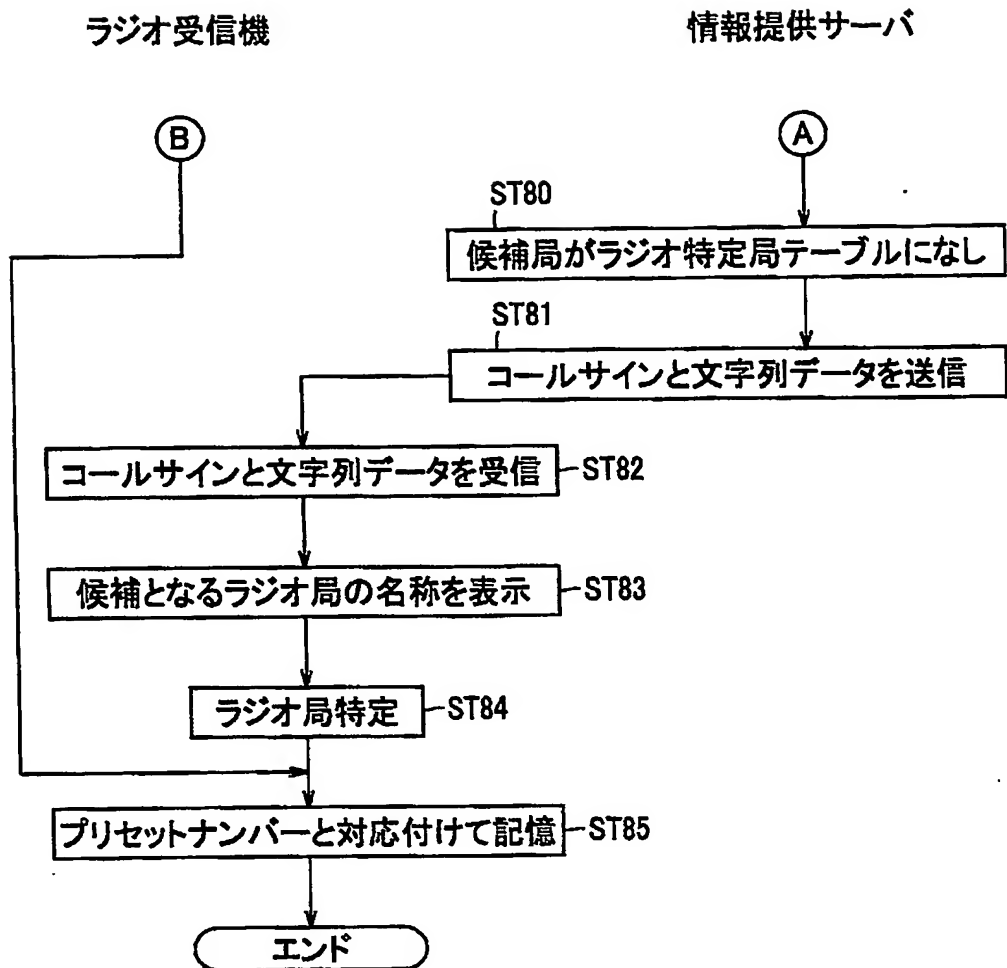 ラジオ受信機
情報提供サーバ
B
A
ST80
候補局がラジオ特定局テーブルになし
ST81
コールサインと文字列データを送信
コールサインと文字列データを受信
ST82
候補となるラジオ局の名称を表示
ST83
ラジオ局特定
ST84
プリセットナンバーと対応付けて記憶
ST85
エンド